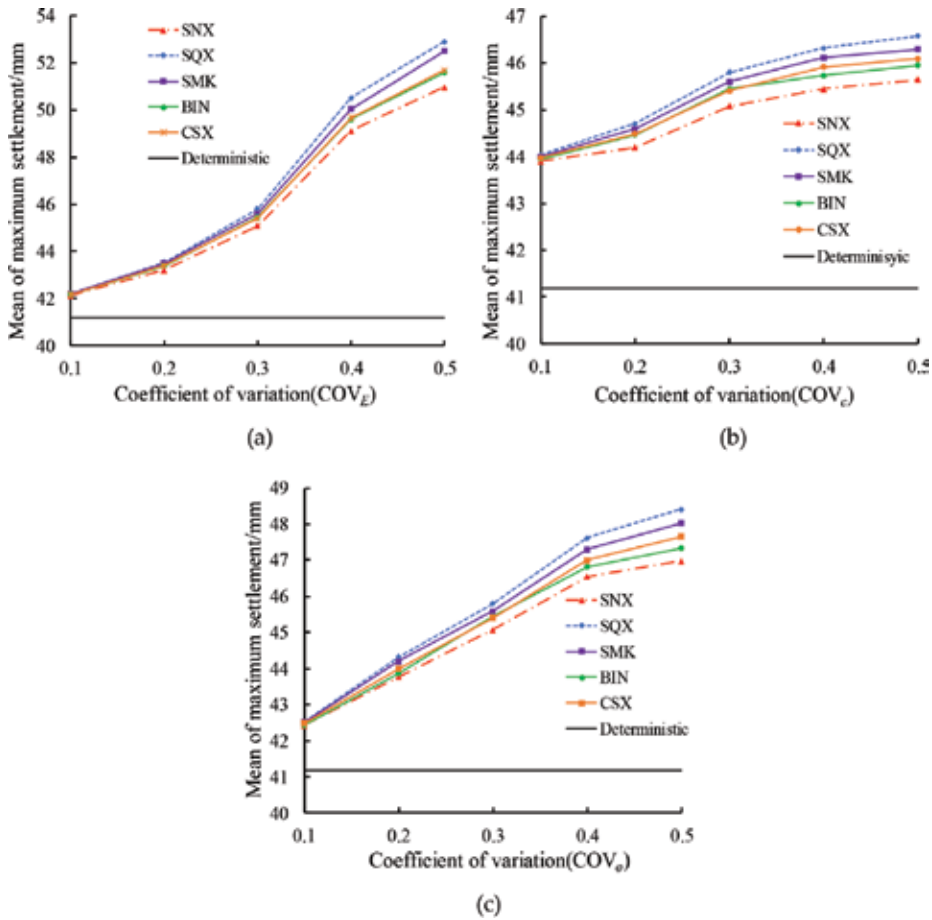 Mean of maximum settlement/mm
54
52
50
48
46
44
42
40
SNX
SQX
SMK
BIN
CSX
Deterministic
0.1 0.2 0.3 0.4 0.5
Coefficient of variation(COV_E)
(a)
Mean of maximum settlement/mm
47
46
45
44
43
42
41
40
SNX
SQX
SMK
BIN
CSX
Determinisyic
0.1 0.2 0.3 0.4 0.5
Coefficient of variation(COV_c)
(b)
Mean of maximum settlement/mm
49
48
47
46
45
44
43
42
41
40
SNX
SQX
SMK
BIN
CSX
Deterministic
0.1 0.2 0.3 0.4 0.5
Coefficient of variation(COV_φ)
(c)